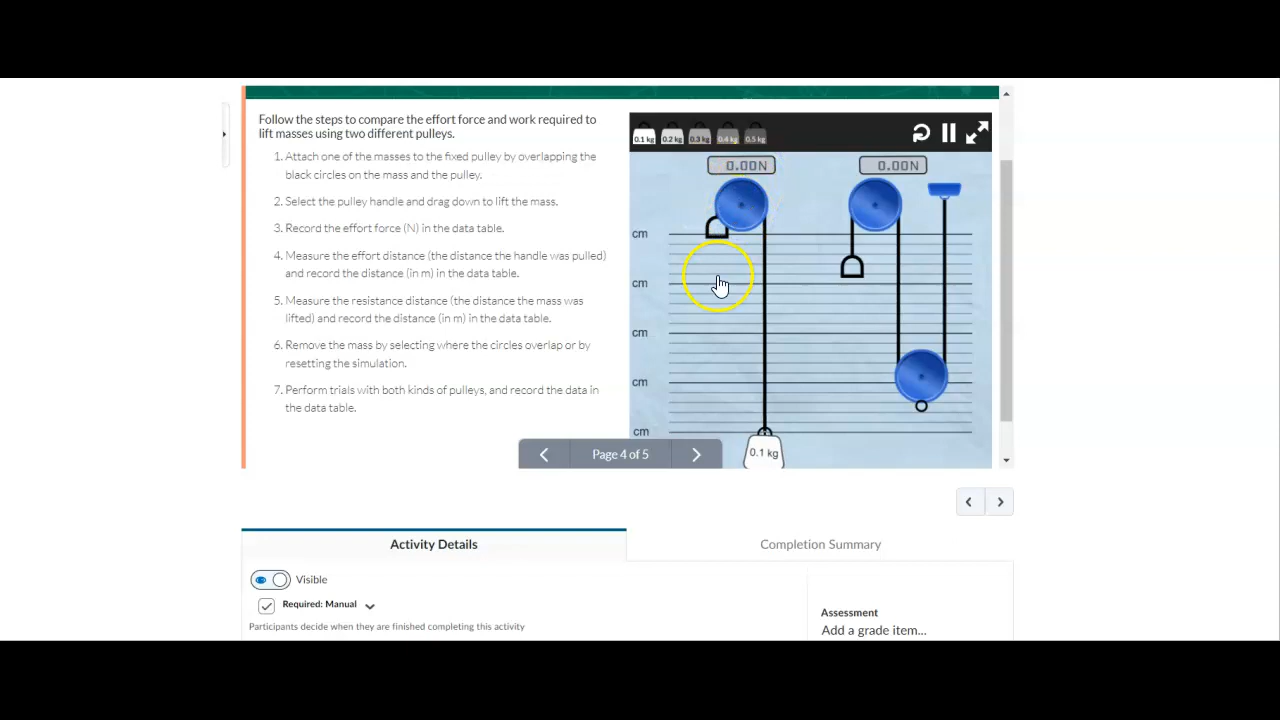 Follow the steps to compare the effort force and work required to
lift masses using two different pulleys.
1. Attach one of the masses to the fixed pulley by overlapping the
black circles on the mass and the pulley.
2. Select the pulley handle and drag down to lift the mass.
3. Record the effort force (N) in the data table.
4. Measure the effort distance (the distance the handle was pulled)
and record the distance (in m) in the data table.
5. Measure the resistance distance (the distance the mass was
lifted) and record the distance (in m) in the data table.
6. Remove the mass by selecting where the circles overlap or by
resetting the simulation.
7. Perform trials with both kinds of pulleys, and record the data in
the data table.
0.1 kg 0.2 kg 0.3 kg 0.4 kg 0.5 kg
0.00N 0.00N
cm
cm
cm
cm
cm
0.1 kg
Page 4 of 5
Activity Details
Completion Summary
Visible
Required: Manual
Participants decide when they are finished completing this activity
Assessment
Add a grade item...